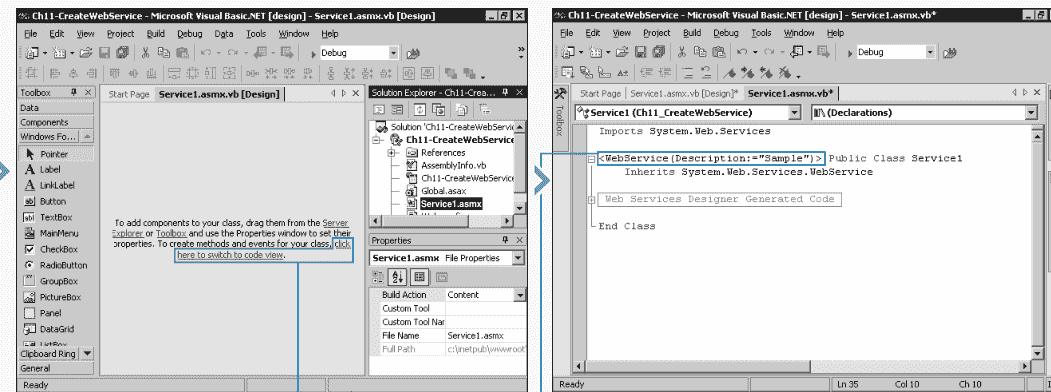 Ch11-CreateWebService - Microsoft Visual Basic.NET [design] - Service1.asmx.vb [Design]
File Edit View Project Build Debug Data Tools Window Help
Debug
Toolbox
Data
Components
Windows Fo...
Pointer
Label
LinkLabel
Button
TextBox
MainMenu
CheckBox
RadioButton
GroupBox
PictureBox
Panel
DataGrid
ListBox
Clipboard Ring
General
Ready
Start Page Service1.asmx.vb [Design]
To add components to your class, drag them from the Server
Explorer or Toolbox and use the Properties window to set their
properties. To create methods and events for your class, click
here to switch to code view.
Solution Explorer - Ch11-Crea...
Solution 'Ch11-CreateWebServic
Ch11-CreateWebServic
References
AssemblyInfo.vb
Ch11-CreateWebService
Global.asax
Service1.asmx
Properties
Service1.asmx File Properties
Build Action Content
Custom Tool
Custom Tool Nar
File Name Service1.asmx
Full Path c:\inetpub\wwwroot\
Ch11-CreateWebService - Microsoft Visual Basic.NET [design] - Service1.asmx.vb*
File Edit View Project Build Debug Tools Window Help
Debug
Toolbox
Start Page Service1.asmx.vb [Design]* Service1.asmx.vb*
Service1 (Ch11_CreateWebService) (Declarations)
Imports System.Web.Services
<WebService(Description:="Sample")> Public Class Service1
Inherits System.Web.Services.WebService
Web Services Designer Generated Code
End Class
Ready Ln 35 Col 10 Ch 10